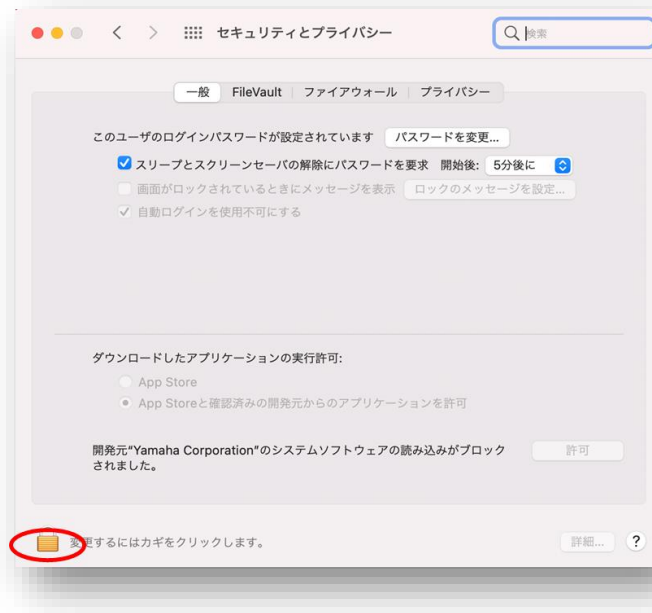 セキュリティとプライバシー
検索
一般 FileVault ファイアウォール プライバシー
このユーザのログインパスワードが設定されています パスワードを変更...
スリープとスクリーンセーバの解除にパスワードを要求 開始後: 5分後に
画面がロックされているときにメッセージを表示 ロックのメッセージを設定...
自動ログインを使用不可にする
ダウンロードしたアプリケーションの実行許可:
App Store
App Storeと確認済みの開発元からのアプリケーションを許可
開発元“Yamaha Corporation”のシステムソフトウェアの読み込みがブロック
されました。
許可
変更するにはカギをクリックします。
詳細... ?